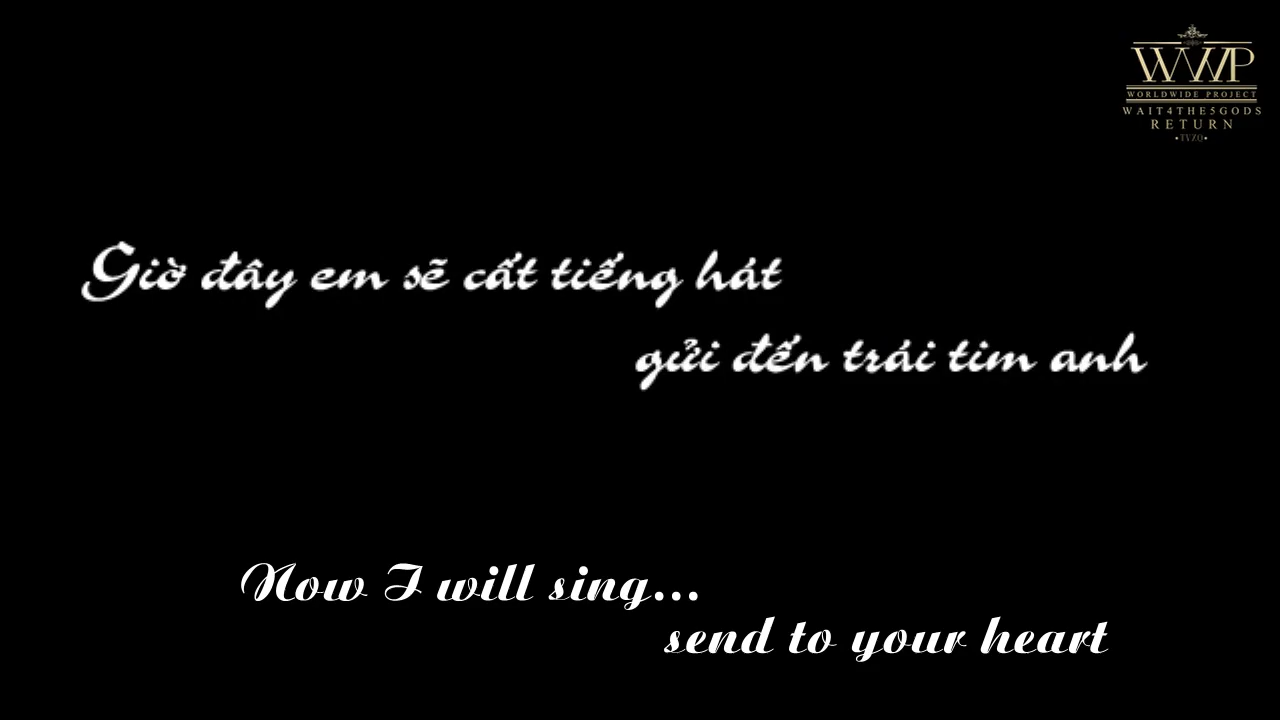 WWP
WORLDWIDE PROJECT
WAIT4THE5GODS
RETURN
•TVZQ•
Giờ đây em sẽ cất tiếng hát
gửi đến trái tim anh
Now I will sing...
send to your heart